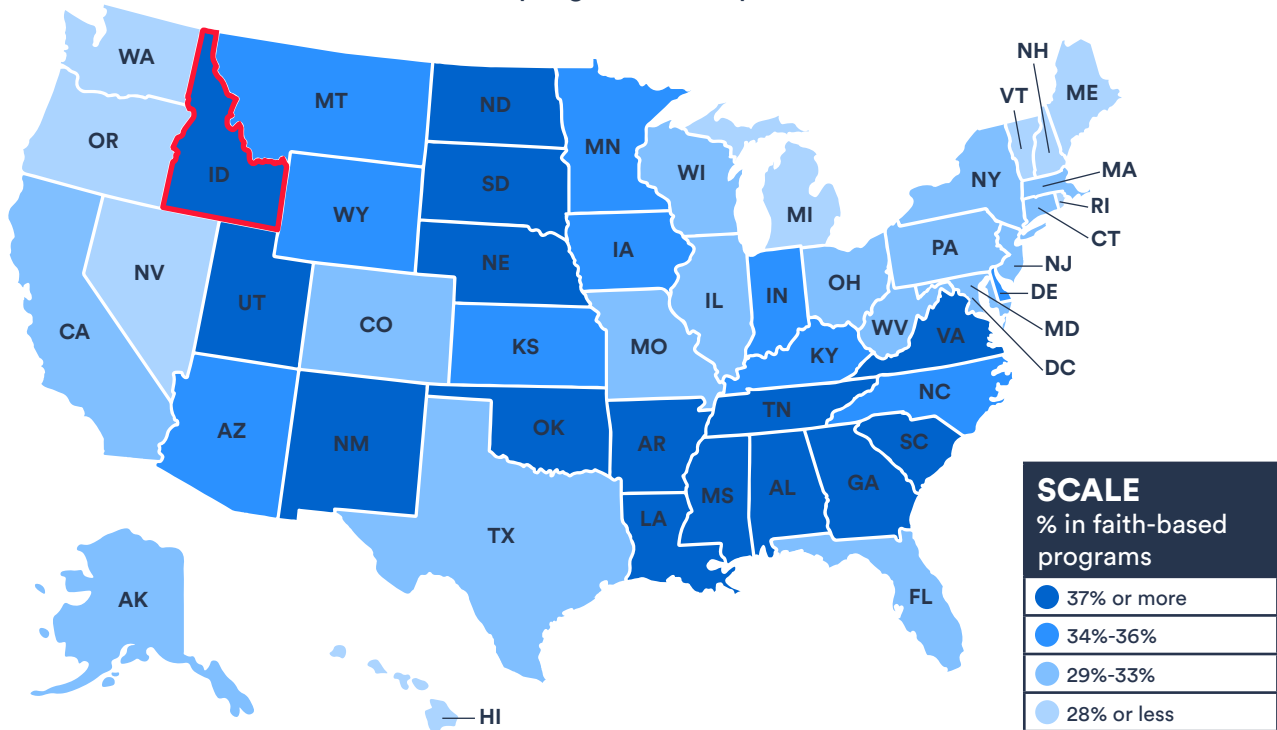 WA
OR
CA
NV
ID
MT
WY
UT
AZ
CO
NM
ND
SD
NE
KS
OK
TX
MN
IA
MO
AR
LA
WI
IL
MS
MI
IN
KY
TN
AL
OH
WV
VA
NC
SC
GA
FL
PA
NY
VT
NH
ME
MA
RI
CT
NJ
DE
MD
DC
AK
HI
SCALE
% in faith-based
programs
37% or more
34%-36%
29%-33%
28% or less